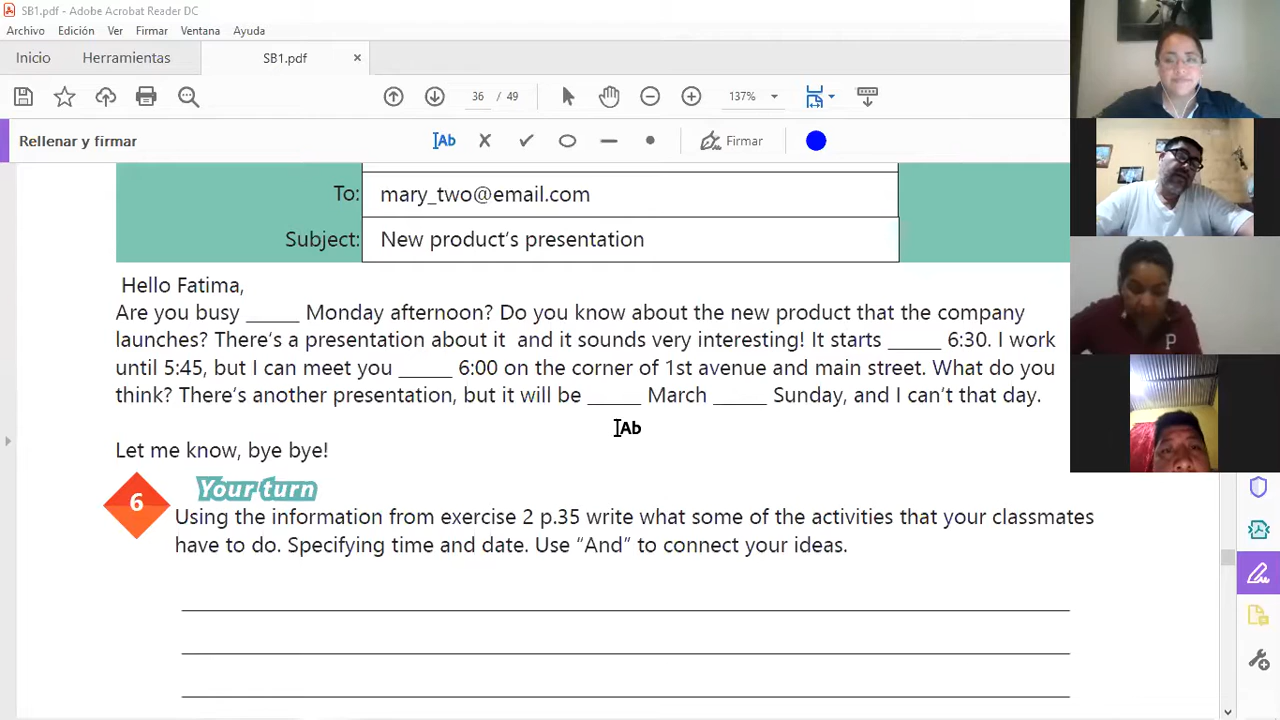 SB1.pdf - Adobe Acrobat Reader DC
Archivo Edición Ver Firmar Ventana Ayuda
Inicio Herramientas SB1.pdf ×
36 / 49 137%
Rellenar y firmar Ab Firmar
To: mary_two@email.com
Subject: New product's presentation
Hello Fatima,
Are you busy ______ Monday afternoon? Do you know about the new product that the company
launches? There's a presentation about it and it sounds very interesting! It starts ______ 6:30. I work
until 5:45, but I can meet you ______ 6:00 on the corner of 1st avenue and main street. What do you
think? There's another presentation, but it will be ______ March ______ Sunday, and I can't that day.
Ab
Let me know, bye bye!
6 Your turn
Using the information from exercise 2 p.35 write what some of the activities that your classmates
have to do. Specifying time and date. Use “And” to connect your ideas.
P